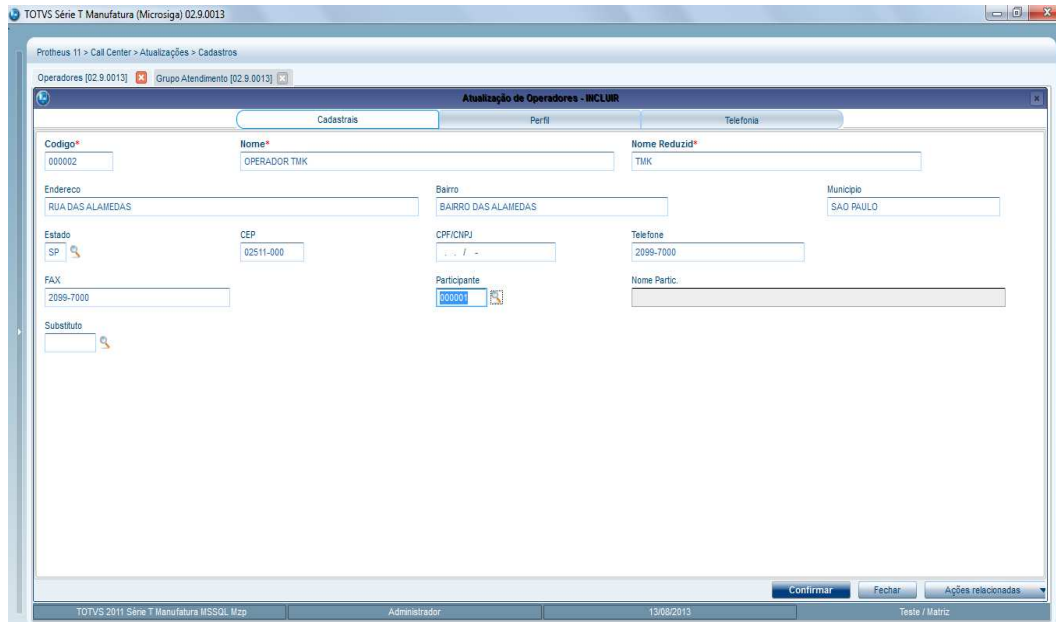 TOTVS Série T Manufatura (Microsiga) 02.9.0013
Protheus 11 > Call Center > Atualizações > Cadastros
Operadores [02.9.0013] Grupo Atendimento [02.9.0013]
Atualização de Operadores - INCLUIR
Cadastrais Perfil Telefonia
Codigo* Nome* Nome Reduzid*
000002 OPERADOR TMK TMK
Endereco Bairro Municipio
RUA DAS ALAMEDAS BAIRRO DAS ALAMEDAS SAO PAULO
Estado CEP CPF/CNPJ Telefone
SP 02511-000 . . / - 2099-7000
FAX Participante Nome Partic.
2099-7000 000001
Substituto
Confirmar Fechar Ações relacionadas
TOTVS 2011 Série T Manufatura MSSQL Mzp Administrador 13/08/2013 Teste / Matriz